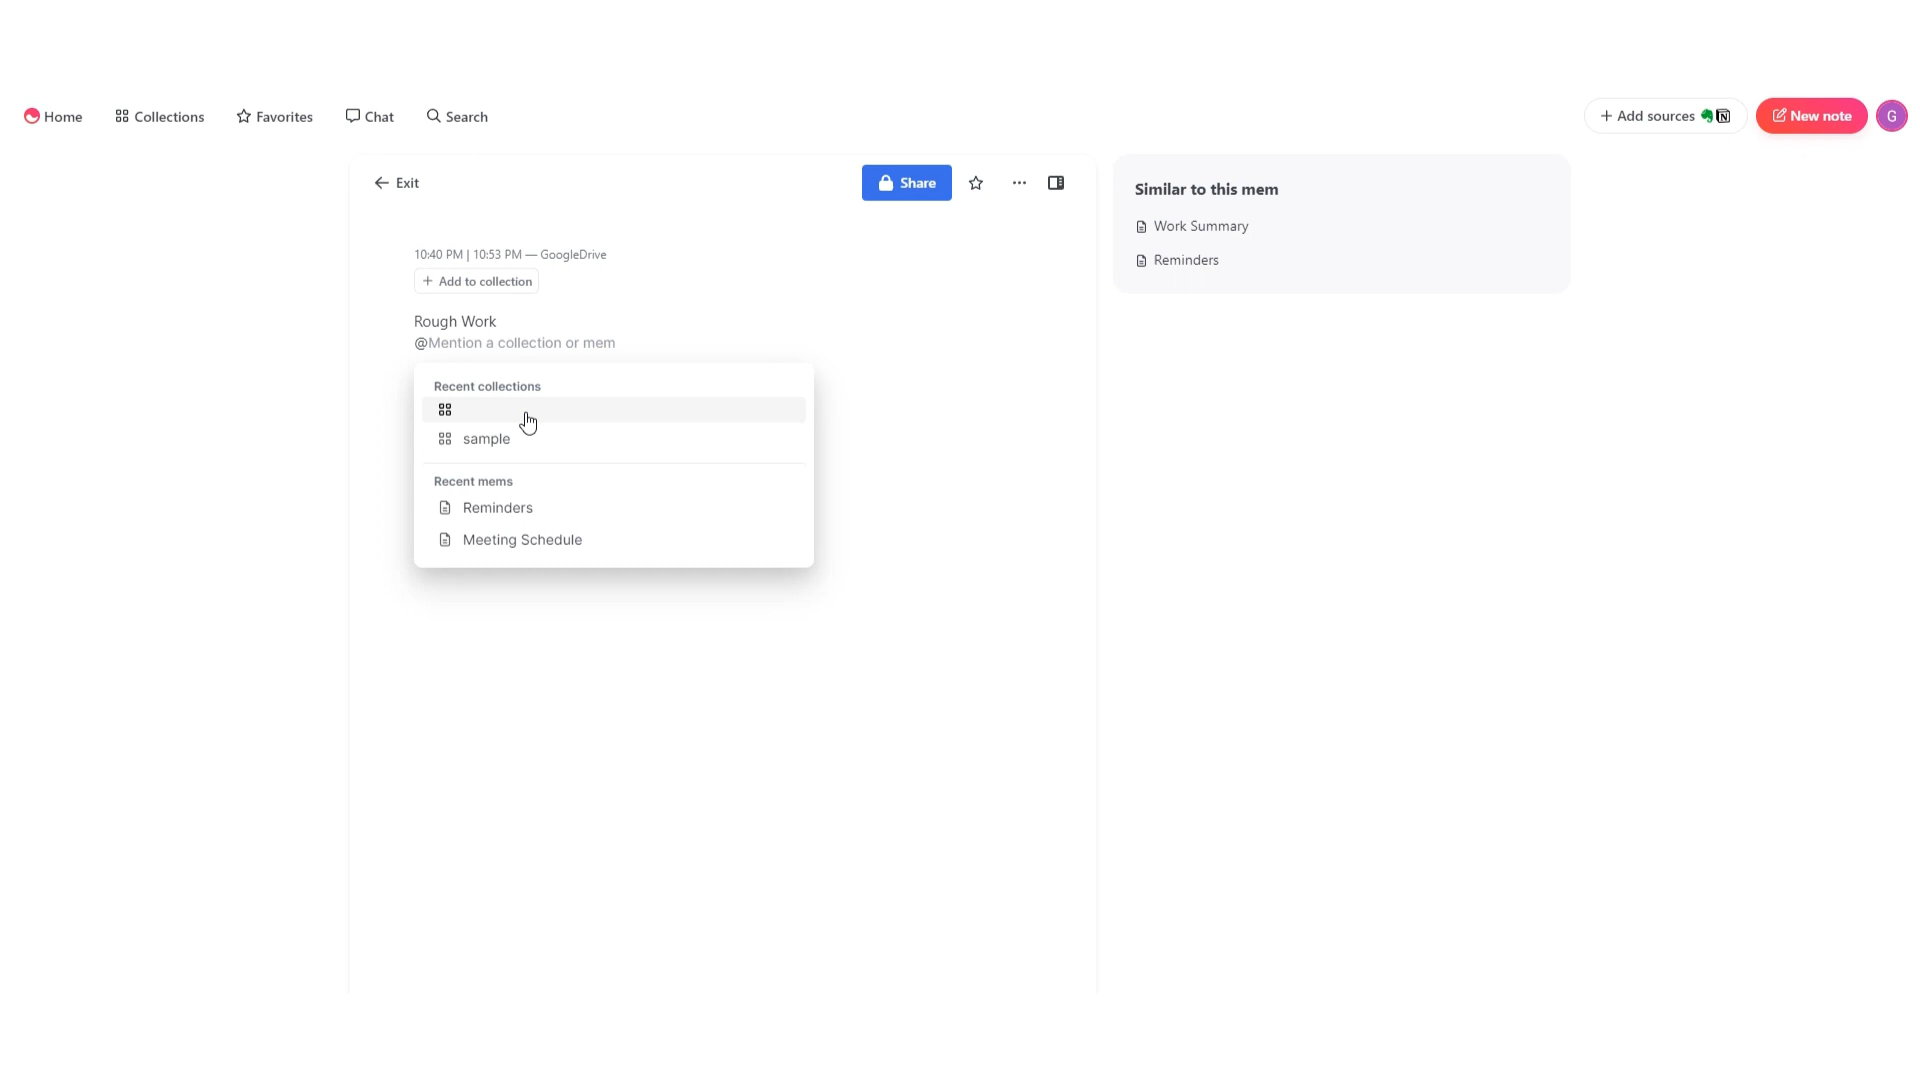 Home
Collections
Favorites
Chat
Search
+ Add sources
New note
G
Exit
Share
10:40 PM | 10:53 PM — GoogleDrive
+ Add to collection
Rough Work
@Mention a collection or mem
Recent collections
sample
Recent mems
Reminders
Meeting Schedule
Similar to this mem
Work Summary
Reminders